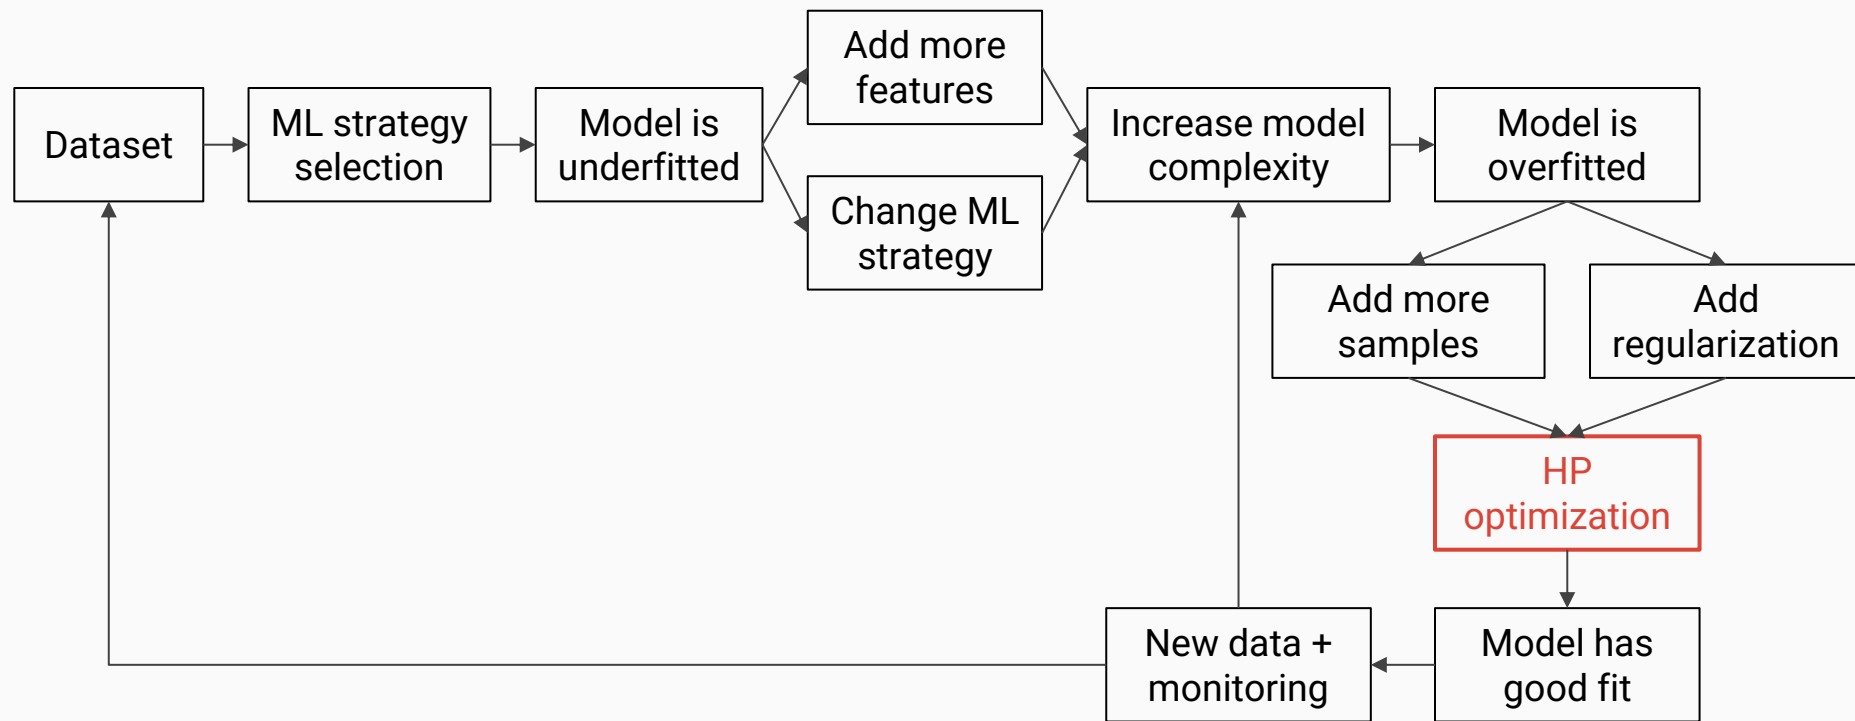 Dataset
ML strategy
selection
Model is
underfitted
Add more
features
Change ML
strategy
Increase model
complexity
Model is
overfitted
Add more
samples
Add
regularization
HP
optimization
Model has
good fit
New data +
monitoring